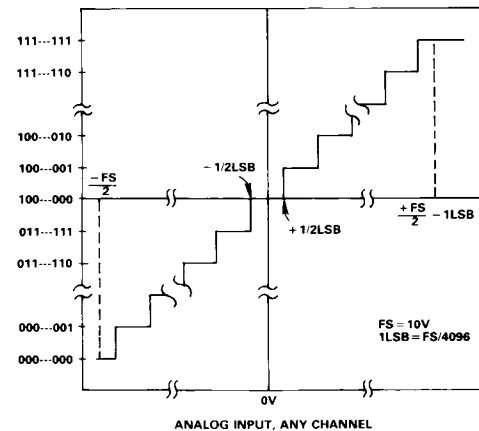 111---111
111---110
100---010
100---001
100---000
011---111
011---110
000---001
000---000
−FS
2
− 1/2LSB
+ 1/2LSB
+FS
2
− 1LSB
FS = 10V
1LSB = FS/4096
0V
ANALOG INPUT, ANY CHANNEL